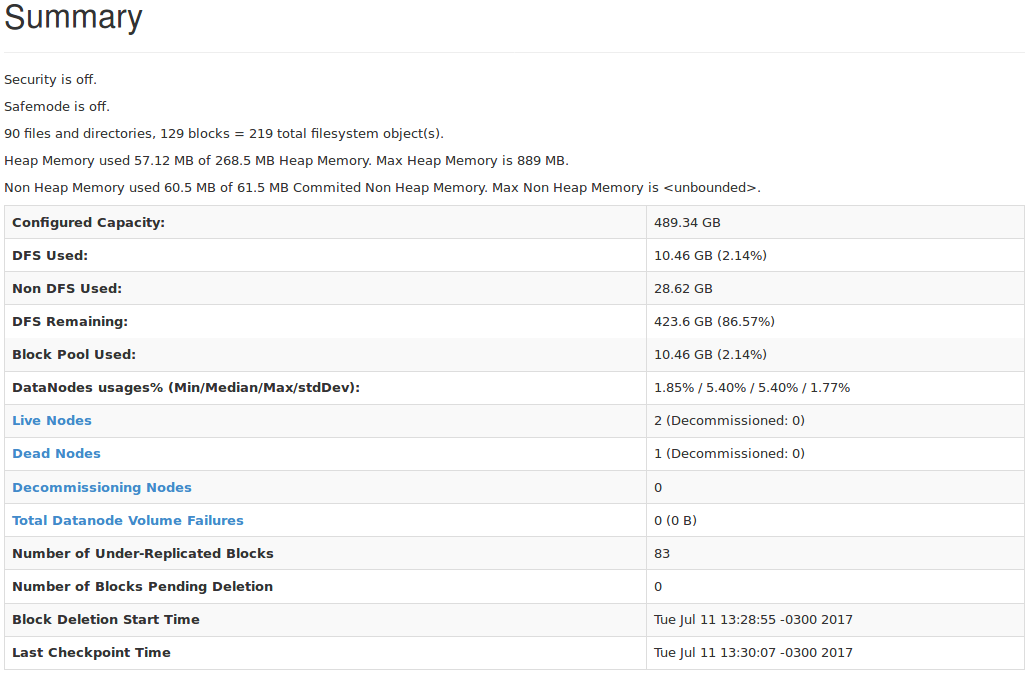 Summary
Security is off.
Safemode is off.
90 files and directories, 129 blocks = 219 total filesystem object(s).
Heap Memory used 57.12 MB of 268.5 MB Heap Memory. Max Heap Memory is 889 MB.
Non Heap Memory used 60.5 MB of 61.5 MB Commited Non Heap Memory. Max Non Heap Memory is <unbounded>.
Configured Capacity: 489.34 GB
DFS Used: 10.46 GB (2.14%)
Non DFS Used: 28.62 GB
DFS Remaining: 423.6 GB (86.57%)
Block Pool Used: 10.46 GB (2.14%)
DataNodes usages% (Min/Median/Max/stdDev): 1.85% / 5.40% / 5.40% / 1.77%
Live Nodes 2 (Decommissioned: 0)
Dead Nodes 1 (Decommissioned: 0)
Decommissioning Nodes 0
Total Datanode Volume Failures 0 (0 B)
Number of Under-Replicated Blocks 83
Number of Blocks Pending Deletion 0
Block Deletion Start Time Tue Jul 11 13:28:55 -0300 2017
Last Checkpoint Time Tue Jul 11 13:30:07 -0300 2017